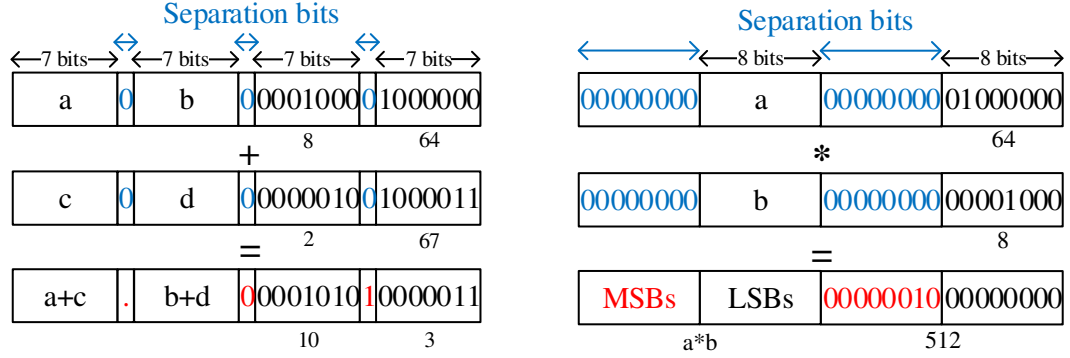 Separation bits
7 bits 7 bits 7 bits 7 bits
a 0 b 0 0001000 0 1000000
8 64
+
c 0 d 0 0000010 0 1000011
2 67
=
a+c . b+d 0 0001010 1 0000011
10 3
Separation bits
8 bits 8 bits
00000000 a 00000000 01000000
64
*
00000000 b 00000000 00001000
8
=
MSBs LSBs 00000010 00000000
a*b 512